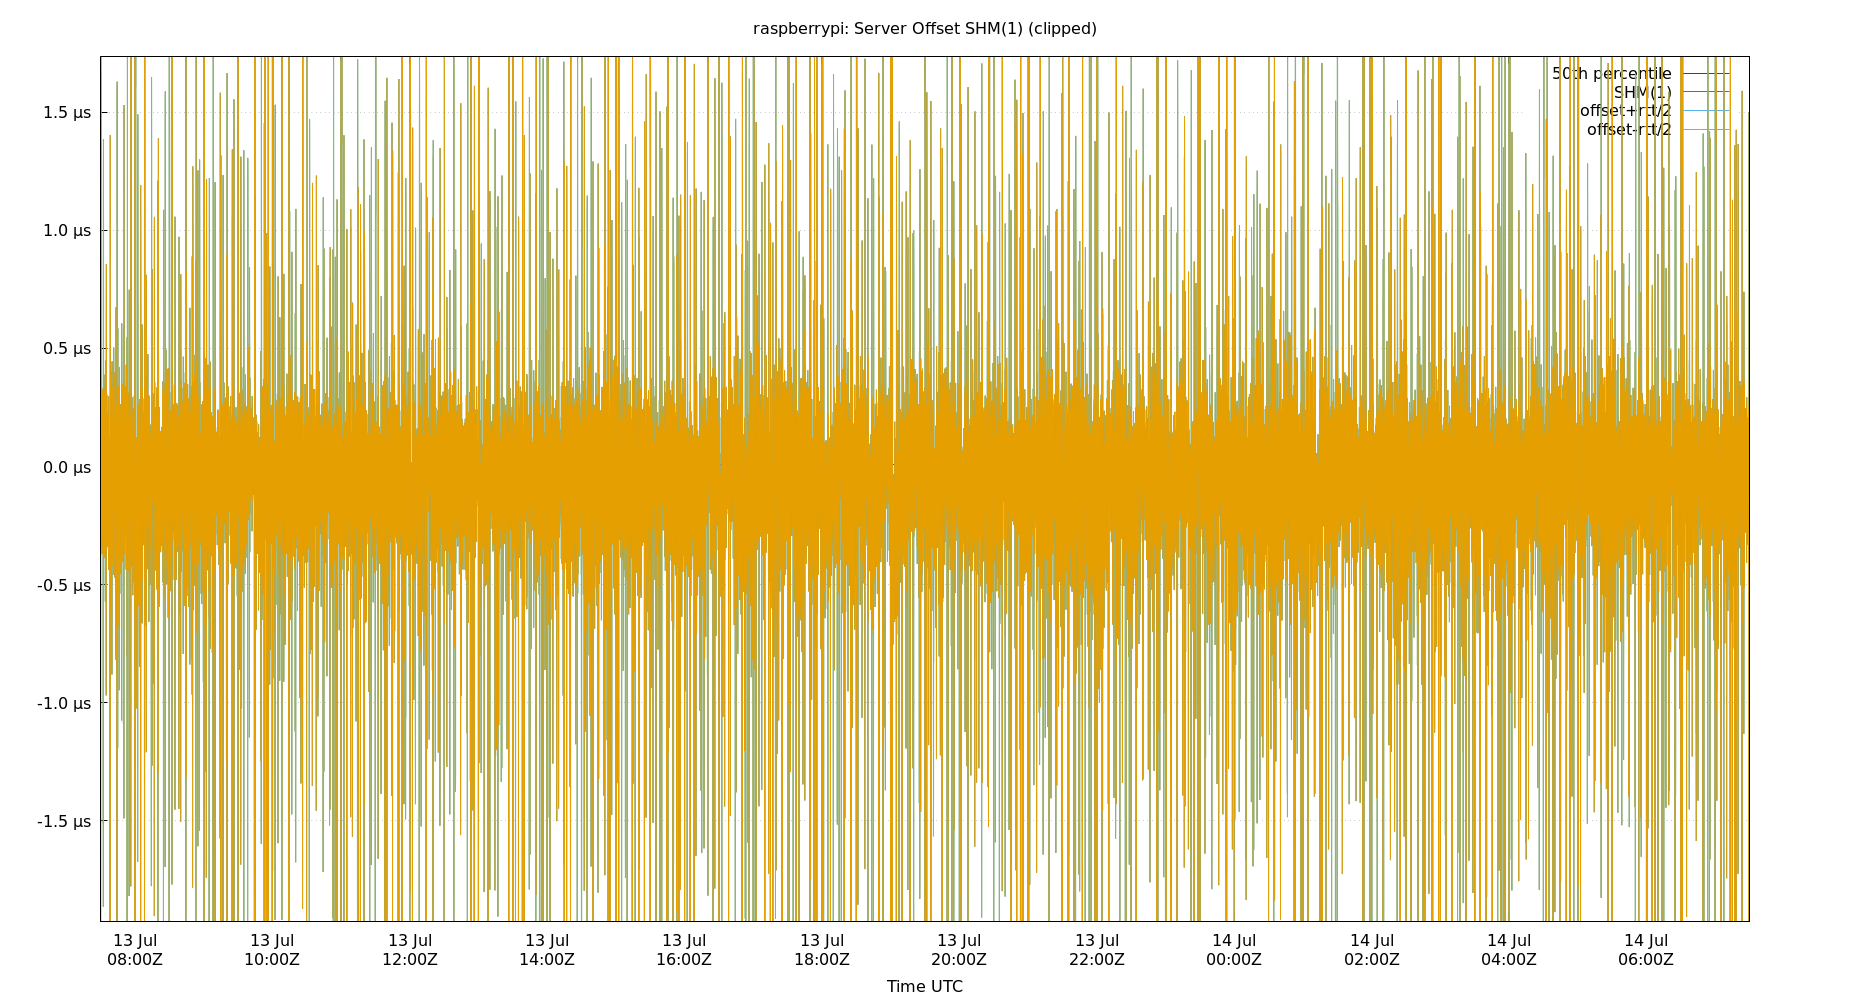 raspberrypi: Server Offset SHM(1) (clipped)
50th percentile
SHM(1)
offset+rtt/2
offset-rtt/2
1.5 µs
1.0 µs
0.5 µs
0.0 µs
-0.5 µs
-1.0 µs
-1.5 µs
13 Jul 13 Jul 13 Jul 13 Jul 13 Jul 13 Jul 13 Jul 13 Jul 14 Jul 14 Jul 14 Jul 14 Jul
08:00Z 10:00Z 12:00Z 14:00Z 16:00Z 18:00Z 20:00Z 22:00Z 00:00Z 02:00Z 04:00Z 06:00Z
Time UTC